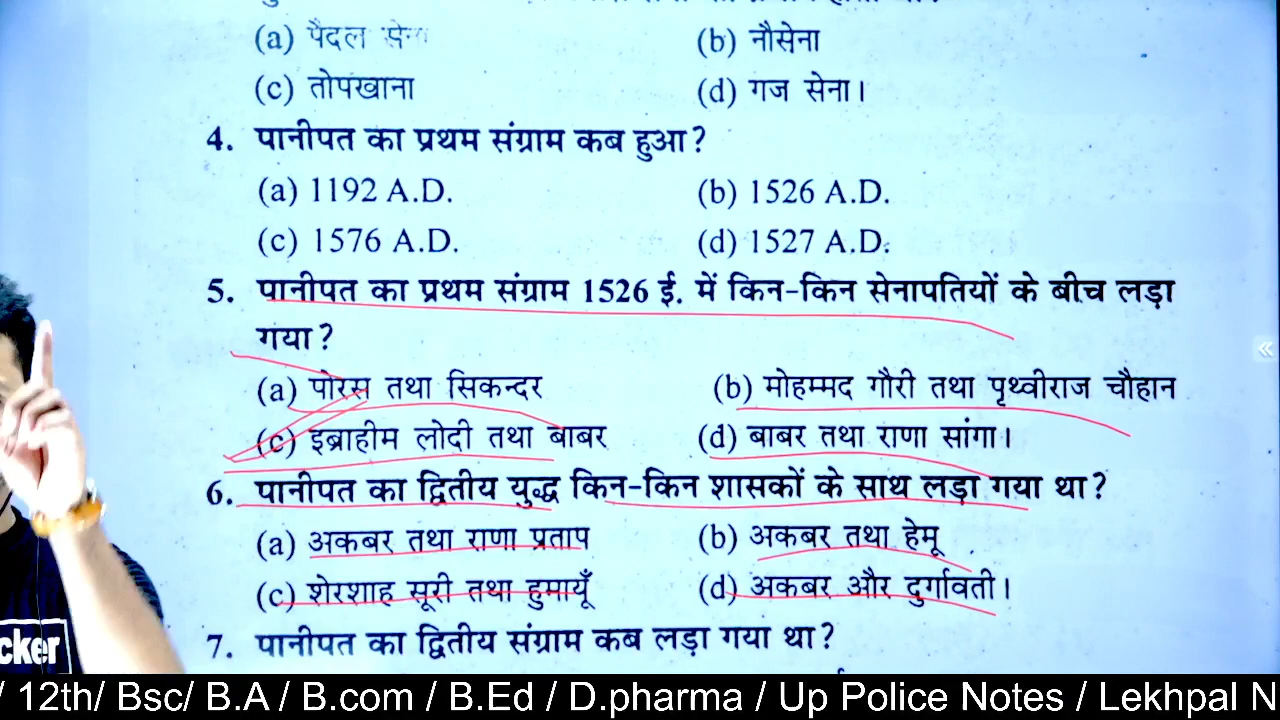 (a) पैदल
(b) नौसेना
(c) तोपखाना
(d) गज सेना।
4. पानीपत का प्रथम संग्राम कब हुआ?
(a) 1192 A.D.
(b) 1526 A.D.
(c) 1576 A.D.
(d) 1527 A.D.
5. पानीपत का प्रथम संग्राम 1526 ई. में किन-किन सेनापतियों के बीच लड़ा
गया?
(a) पोरस तथा सिकन्दर
(b) मोहम्मद गौरी तथा पृथ्वीराज चौहान
(c) इब्राहीम लोदी तथा बाबर
(d) बाबर तथा राणा सांगा।
6. पानीपत का द्वितीय युद्ध किन-किन शासकों के साथ लड़ा गया था?
(a) अकबर तथा राणा प्रताप
(b) अकबर तथा हेमू
(c) शेरशाह सूरी तथा हुमायूँ
(d) अकबर और दुर्गावती।
7. पानीपत का द्वितीय संग्राम कब लड़ा गया था?
cker
/ 12th/ Bsc/ B.A / B.com / B.Ed / D.pharma / Up Police Notes / Lekhpal N